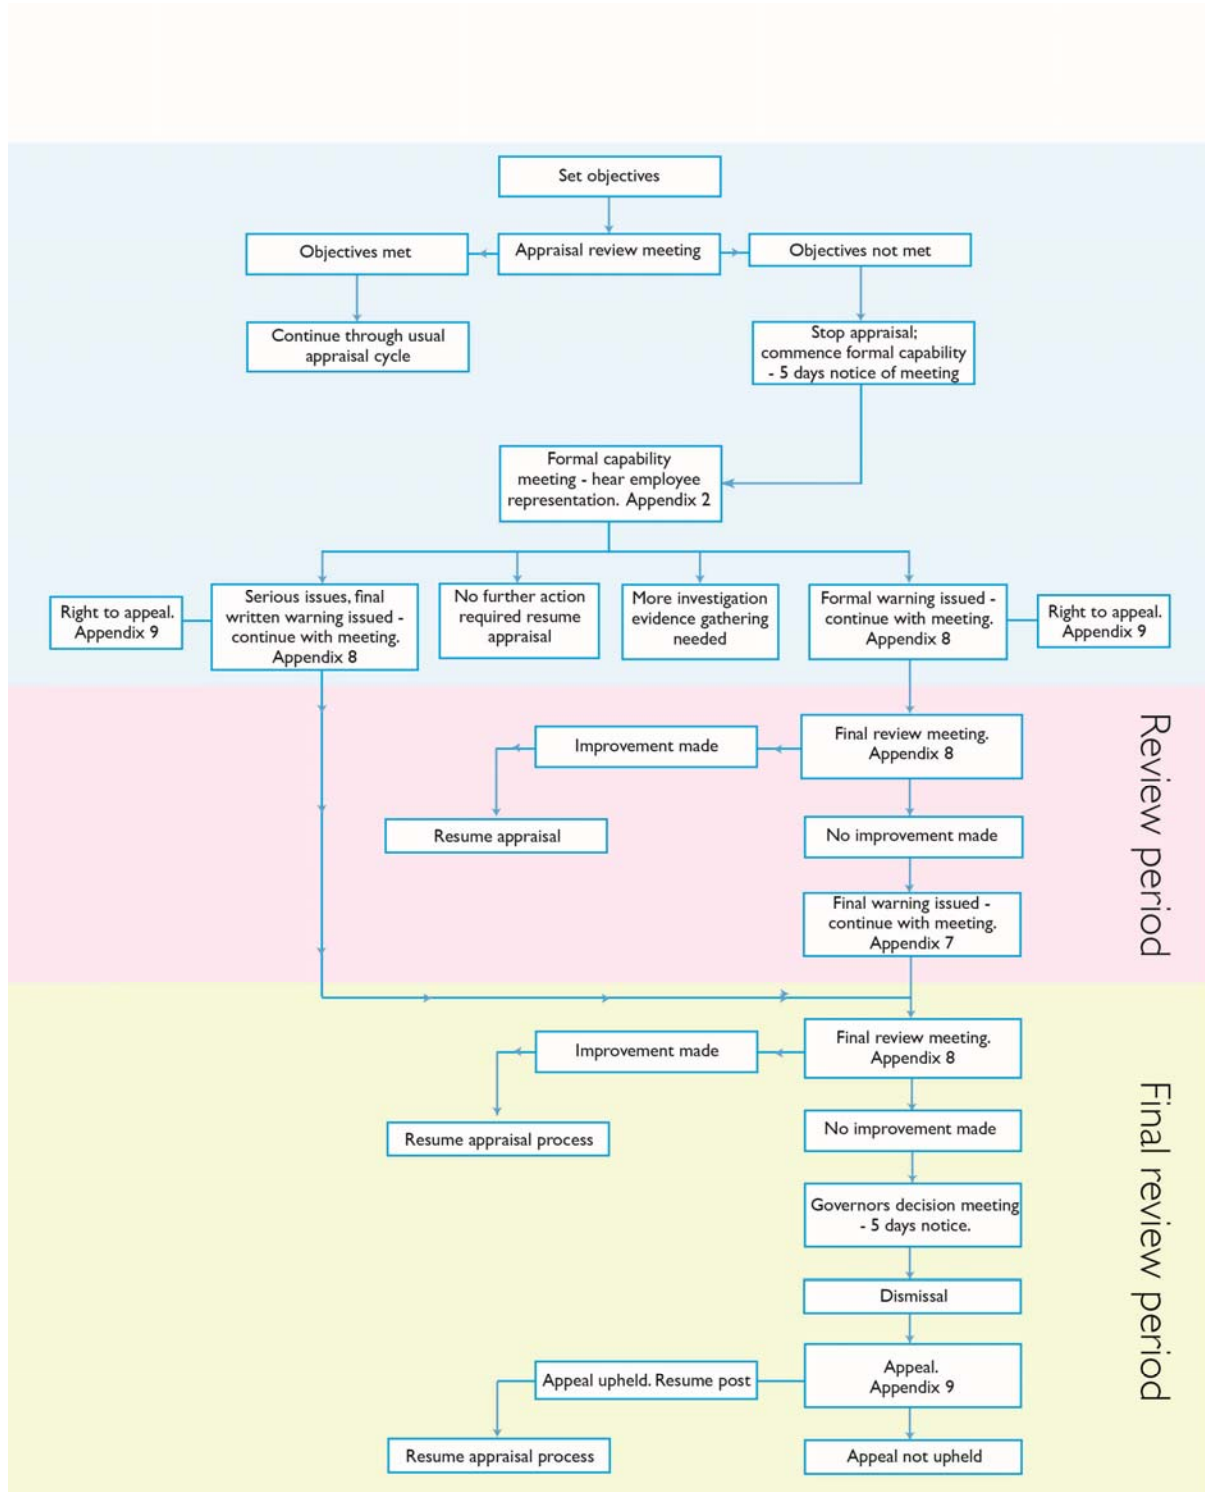 Set objectives
Objectives met
Appraisal review meeting
Objectives not met
Continue through usual
appraisal cycle
Stop appraisal;
commence formal capability
- 5 days notice of meeting
Formal capability
meeting - hear employee
representation. Appendix 2
Right to appeal.
Appendix 9
Serious issues, final
written warning issued -
continue with meeting.
Appendix 8
No further action
required resume
appraisal
More investigation
evidence gathering
needed
Formal warning issued -
continue with meeting.
Appendix 8
Right to appeal.
Appendix 9
Review period
Improvement made
Final review meeting.
Appendix 8
Resume appraisal
No improvement made
Final warning issued -
continue with meeting.
Appendix 7
Final review period
Improvement made
Final review meeting.
Appendix 8
Resume appraisal process
No improvement made
Governors decision meeting
- 5 days notice.
Dismissal
Appeal upheld. Resume post
Appeal.
Appendix 9
Resume appraisal process
Appeal not upheld